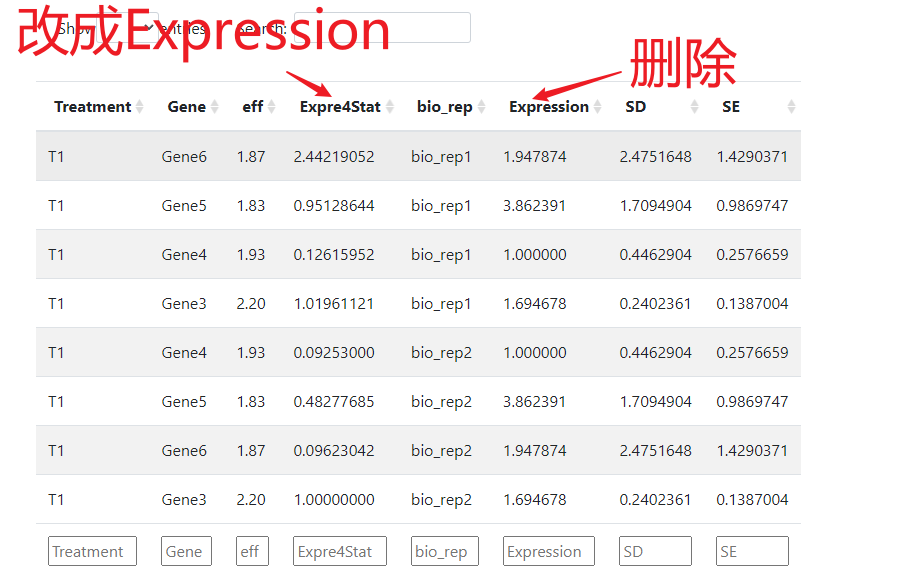 改成Expression
Show entries Search:
删除
Treatment Gene eff Expre4Stat bio_rep Expression SD SE
T1 Gene6 1.87 2.44219052 bio_rep1 1.947874 2.4751648 1.4290371
T1 Gene5 1.83 0.95128644 bio_rep1 3.862391 1.7094904 0.9869747
T1 Gene4 1.93 0.12615952 bio_rep1 1.000000 0.4462904 0.2576659
T1 Gene3 2.20 1.01961121 bio_rep1 1.694678 0.2402361 0.1387004
T1 Gene4 1.93 0.09253000 bio_rep2 1.000000 0.4462904 0.2576659
T1 Gene5 1.83 0.48277685 bio_rep2 3.862391 1.7094904 0.9869747
T1 Gene6 1.87 0.09623042 bio_rep2 1.947874 2.4751648 1.4290371
T1 Gene3 2.20 1.00000000 bio_rep2 1.694678 0.2402361 0.1387004
Treatment Gene eff Expre4Stat bio_rep Expression SD SE